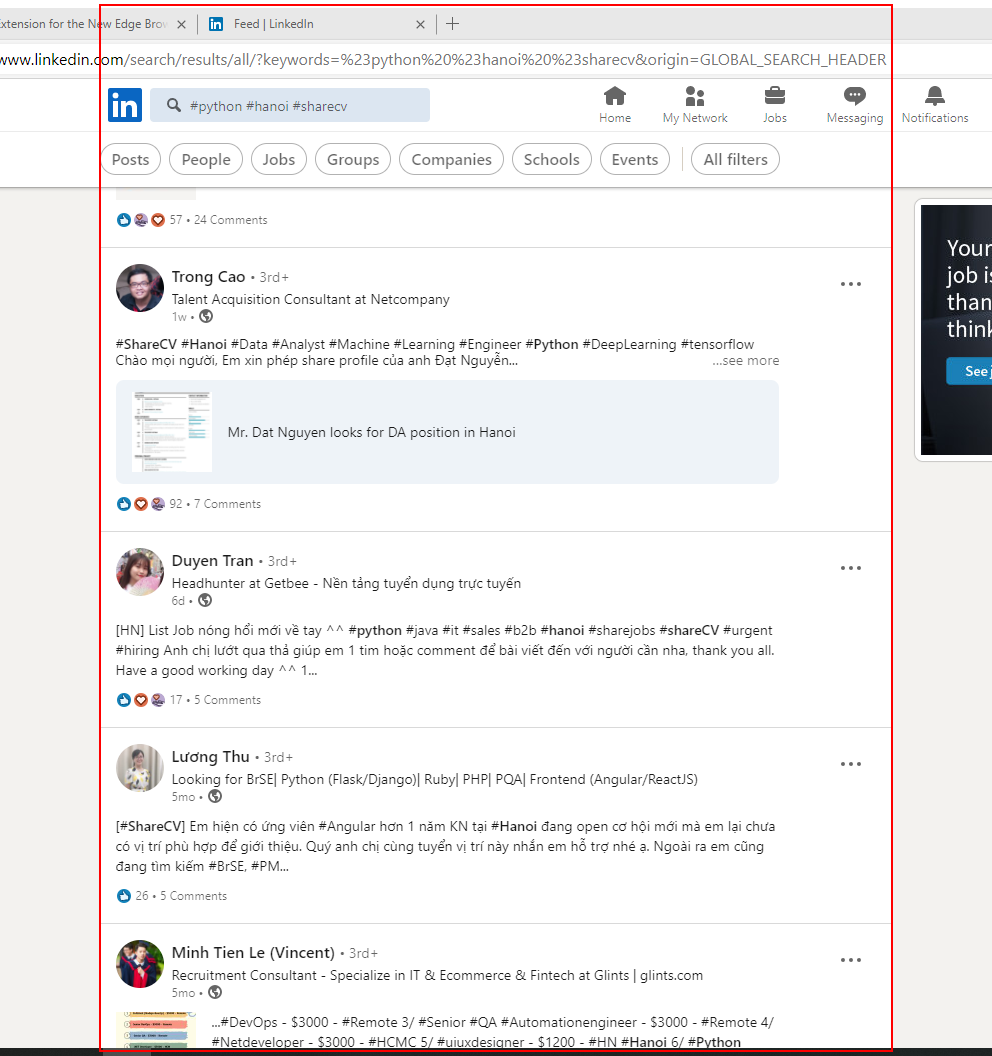 xtension for the New Edge Brow
Feed | LinkedIn
www.linkedin.com/search/results/all/?keywords=%23python%20%23hanoi%20%23sharecv&origin=GLOBAL_SEARCH_HEADER
in
#python #hanoi #sharecv
Home
My Network
Jobs
Messaging
Notifications
Posts
People
Jobs
Groups
Companies
Schools
Events
All filters
57 • 24 Comments
Trong Cao • 3rd+
Talent Acquisition Consultant at Netcompany
1w •
#ShareCV #Hanoi #Data #Analyst #Machine #Learning #Engineer #Python #DeepLearning #tensorflow
Chào mọi người, Em xin phép share profile của anh Đạt Nguyễn...
...see more
Mr. Dat Nguyen looks for DA position in Hanoi
92 • 7 Comments
Duyen Tran • 3rd+
Headhunter at Getbee - Nền tảng tuyển dụng trực tuyến
6d •
[HN] List Job nóng hổi mới về tay ^^ #python #java #it #sales #b2b #hanoi #sharejobs #shareCV #urgent
#hiring Anh chị lướt qua thả giúp em 1 tim hoặc comment để bài viết đến với người cần nha, thank you all.
Have a good working day ^^ 1...
17 • 5 Comments
Lương Thu • 3rd+
Looking for BrSE| Python (Flask/Django)| Ruby| PHP| PQA| Frontend (Angular/ReactJS)
5mo •
[#ShareCV] Em hiện có ứng viên #Angular hơn 1 năm KN tại #Hanoi đang open cơ hội mới mà em lại chưa
có vị trí phù hợp để giới thiệu. Quý anh chị cùng tuyển vị trí này nhắn em hỗ trợ nhé ạ. Ngoài ra em cũng
đang tìm kiếm #BrSE, #PM...
26 • 5 Comments
Minh Tien Le (Vincent) • 3rd+
Recruitment Consultant - Specialize in IT & Ecommerce & Fintech at Glints | glints.com
5mo •
...#DevOps - $3000 - #Remote 3/ #Senior #QA #Automationengineer - $3000 - #Remote 4/
#Netdeveloper - $3000 - #HCMC 5/ #uiuxdesigner - $1200 - #HN #Hanoi 6/ #Python
Your
job is
than
think
See j